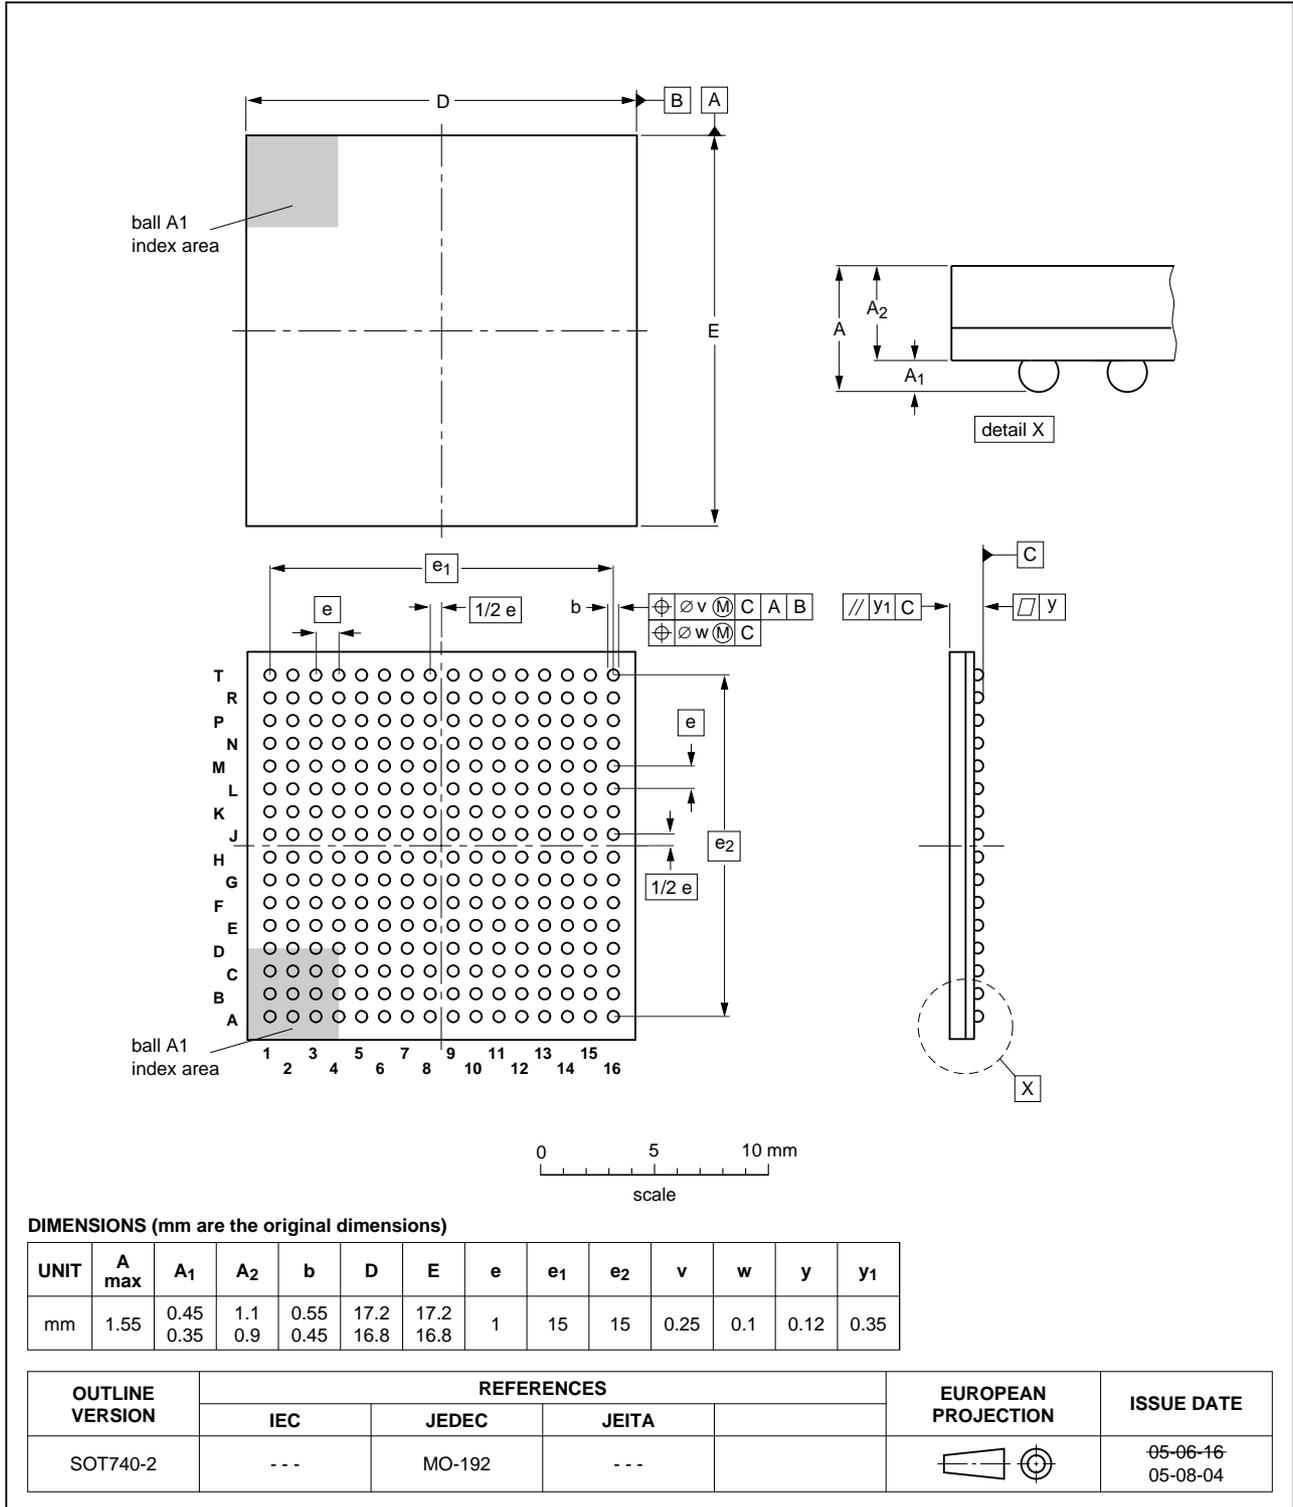 D
B
A
ball A1
index area
E
A
A2
A1
detail X
e1
e
1/2 e
b
⌖ ⌀ v Ⓜ C A B
⌖ ⌀ w Ⓜ C
// y1 C
C
▱ y
T
R
P
N
M
L
K
J
H
G
F
E
D
C
B
A
e
e2
1/2 e
ball A1
index area
1 3 5 7 9 11 13 15
2 4 6 8 10 12 14 16
X
0 5 10 mm
scale
DIMENSIONS (mm are the original dimensions)
UNIT A max A1 A2 b D E e e1 e2 v w y y1
mm 1.55 0.45 0.35 1.1 0.9 0.55 0.45 17.2 16.8 17.2 16.8 1 15 15 0.25 0.1 0.12 0.35
OUTLINE VERSION REFERENCES EUROPEAN PROJECTION ISSUE DATE
IEC JEDEC JEITA
SOT740-2 - - - MO-192 - - - 05-06-16
05-08-04